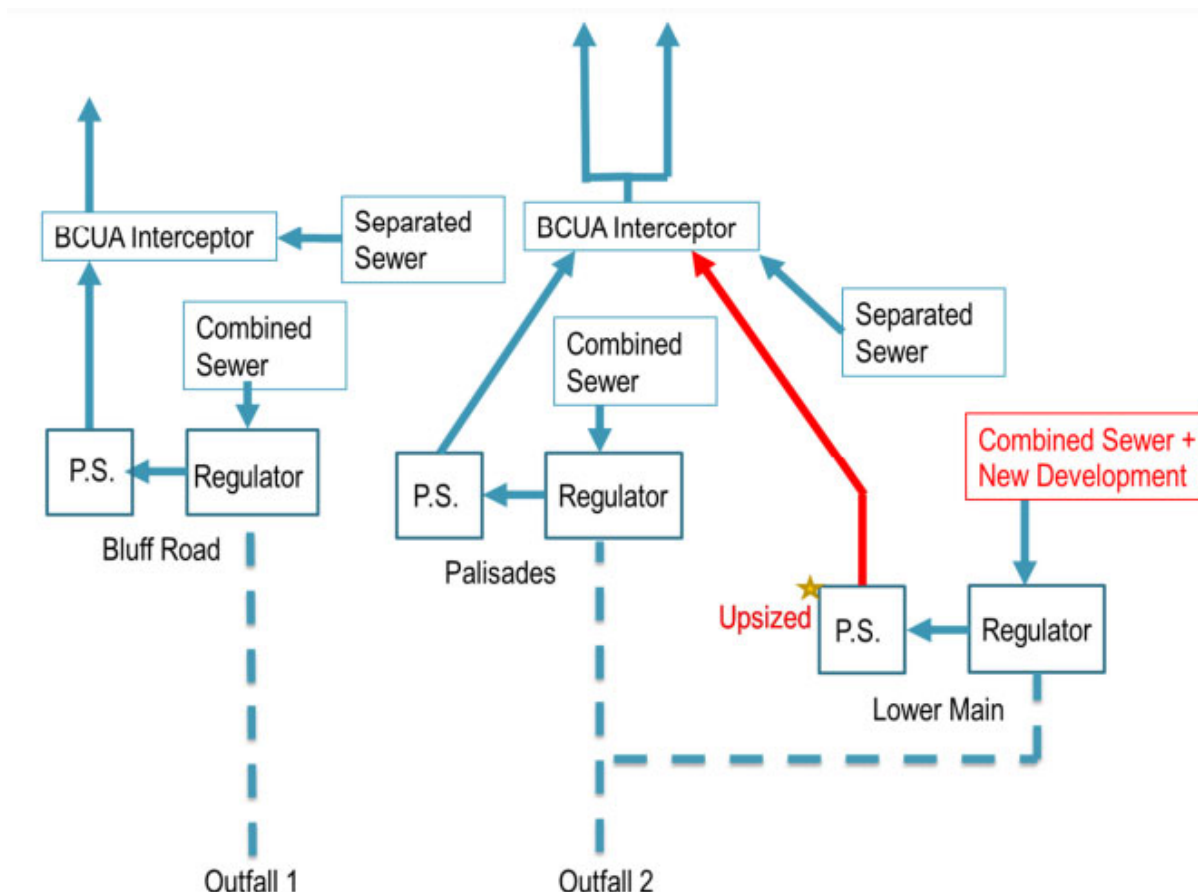 BCUA Interceptor
Separated
Sewer
BCUA Interceptor
Combined
Sewer
Separated
Sewer
Combined
Sewer
P.S.
Regulator
Combined Sewer +
New Development
P.S.
Regulator
Bluff Road
Palisades
Upsized
P.S.
Regulator
Lower Main
Outfall 1
Outfall 2